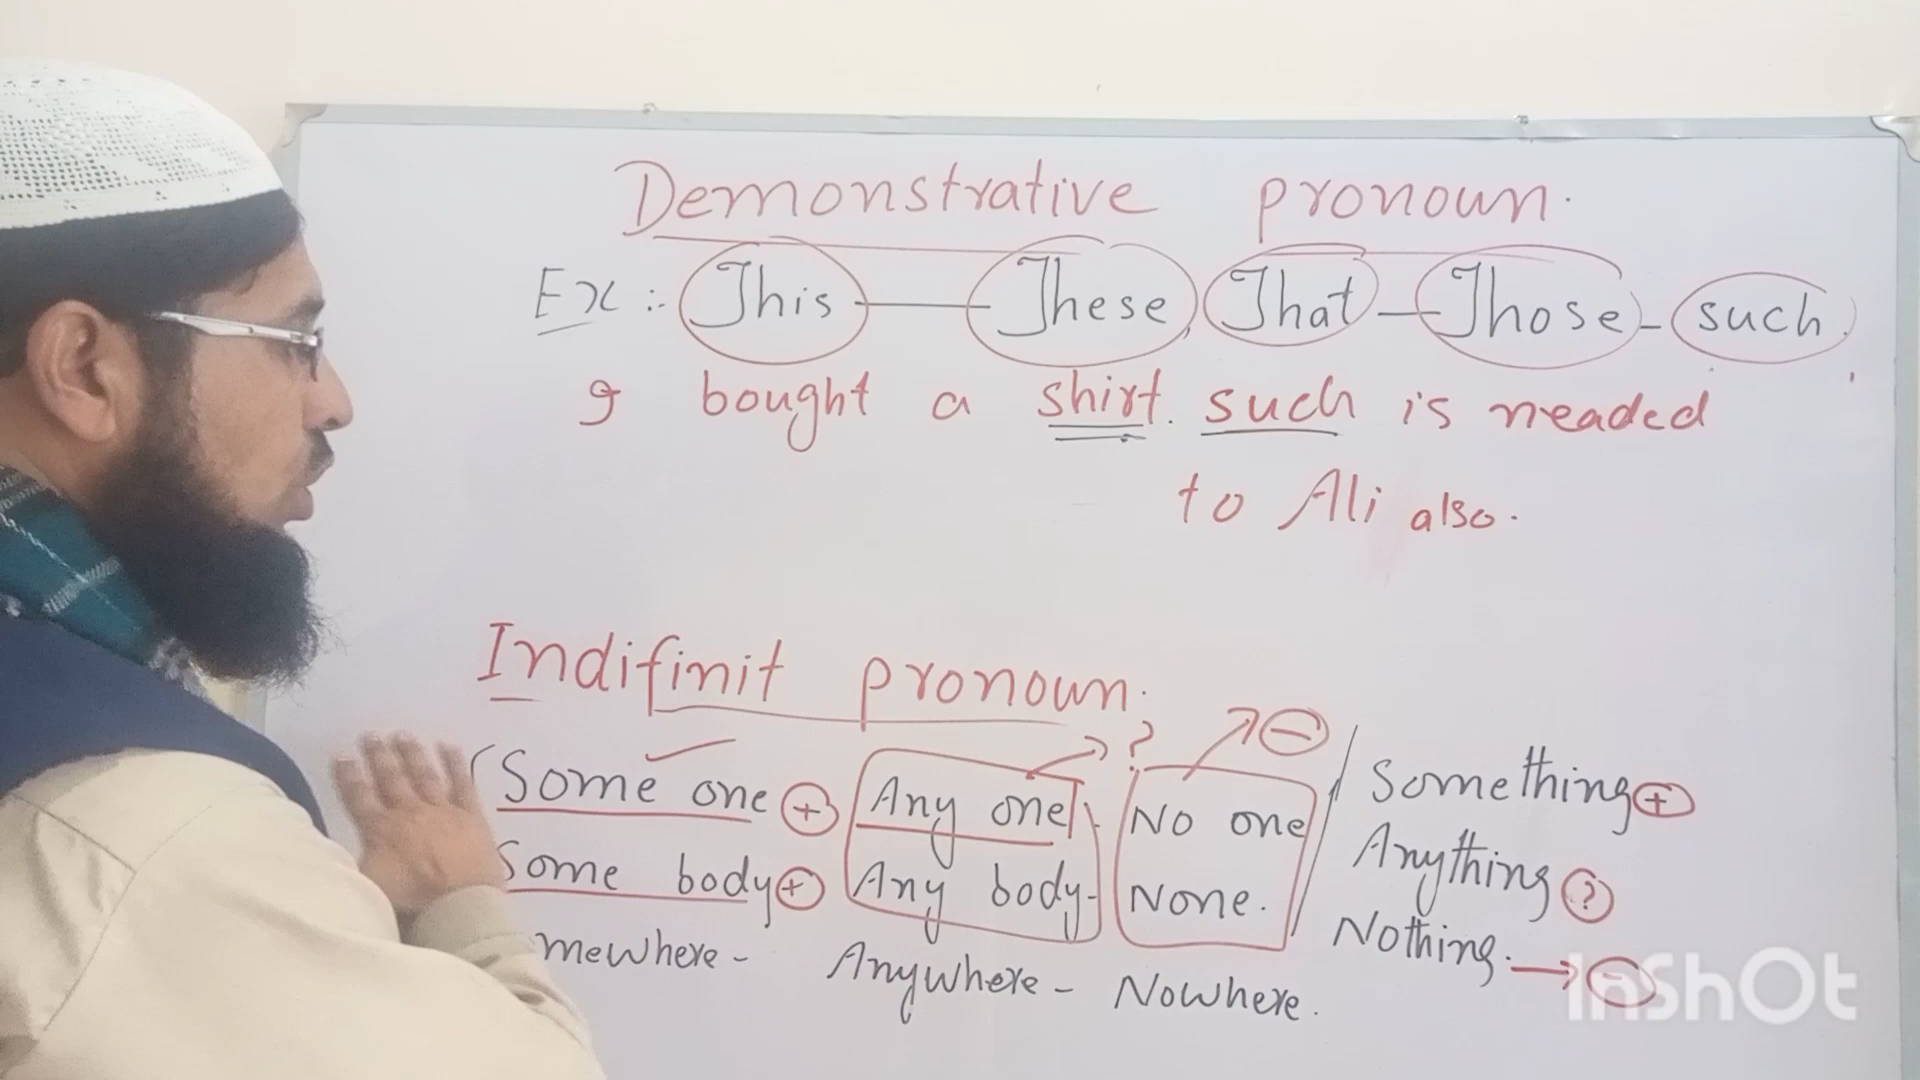 Demonstrative pronoun.
Ex :- This — These, That — Those - such.
I bought a shirt. such is neaded
to Ali also.
Indifinit pronoun.
Some one + Any one ? No one - / Something +
Some body + Any body - None. Anything ?
mewhere - Anywhere - Nowhere. Nothing. → -
InShOt